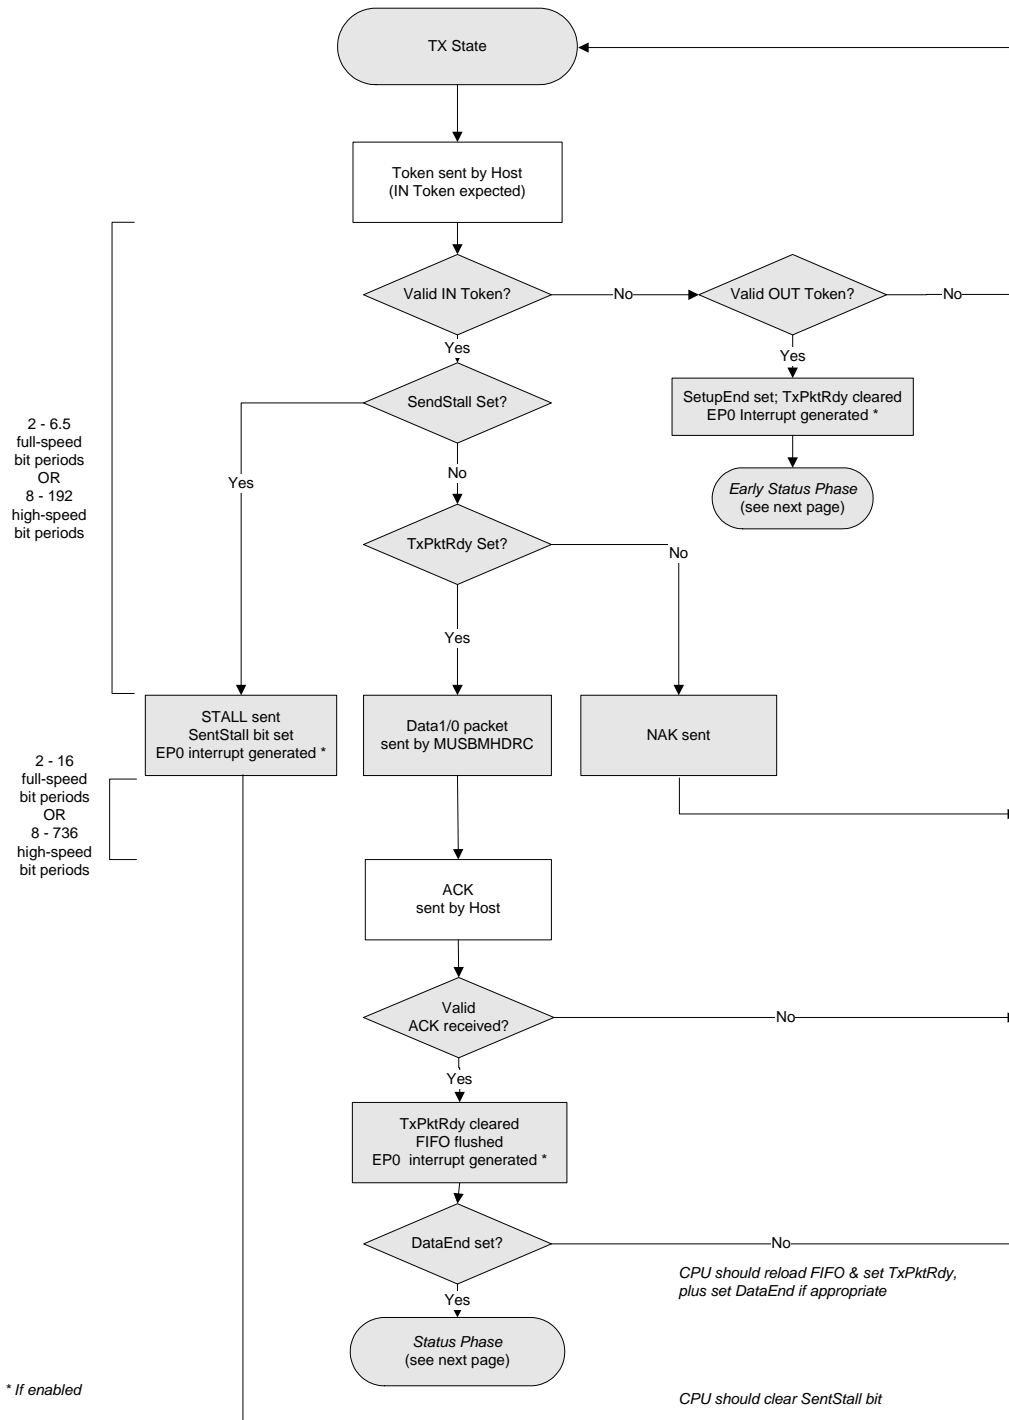 TX State
Token sent by Host
(IN Token expected)
Valid IN Token?
No
Valid OUT Token?
No
Yes
Yes
SendStall Set?
SetupEnd set; TxPktRdy cleared
EP0 Interrupt generated *
2 - 6.5
full-speed
bit periods
OR
8 - 192
high-speed
bit periods
Yes
No
Early Status Phase
(see next page)
TxPktRdy Set?
No
Yes
STALL sent
SentStall bit set
EP0 interrupt generated *
Data1/0 packet
sent by MUSBMHDRC
NAK sent
2 - 16
full-speed
bit periods
OR
8 - 736
high-speed
bit periods
ACK
sent by Host
Valid
ACK received?
No
Yes
TxPktRdy cleared
FIFO flushed
EP0 interrupt generated *
DataEnd set?
No
CPU should reload FIFO & set TxPktRdy,
plus set DataEnd if appropriate
Yes
Status Phase
(see next page)
* If enabled
CPU should clear SentStall bit